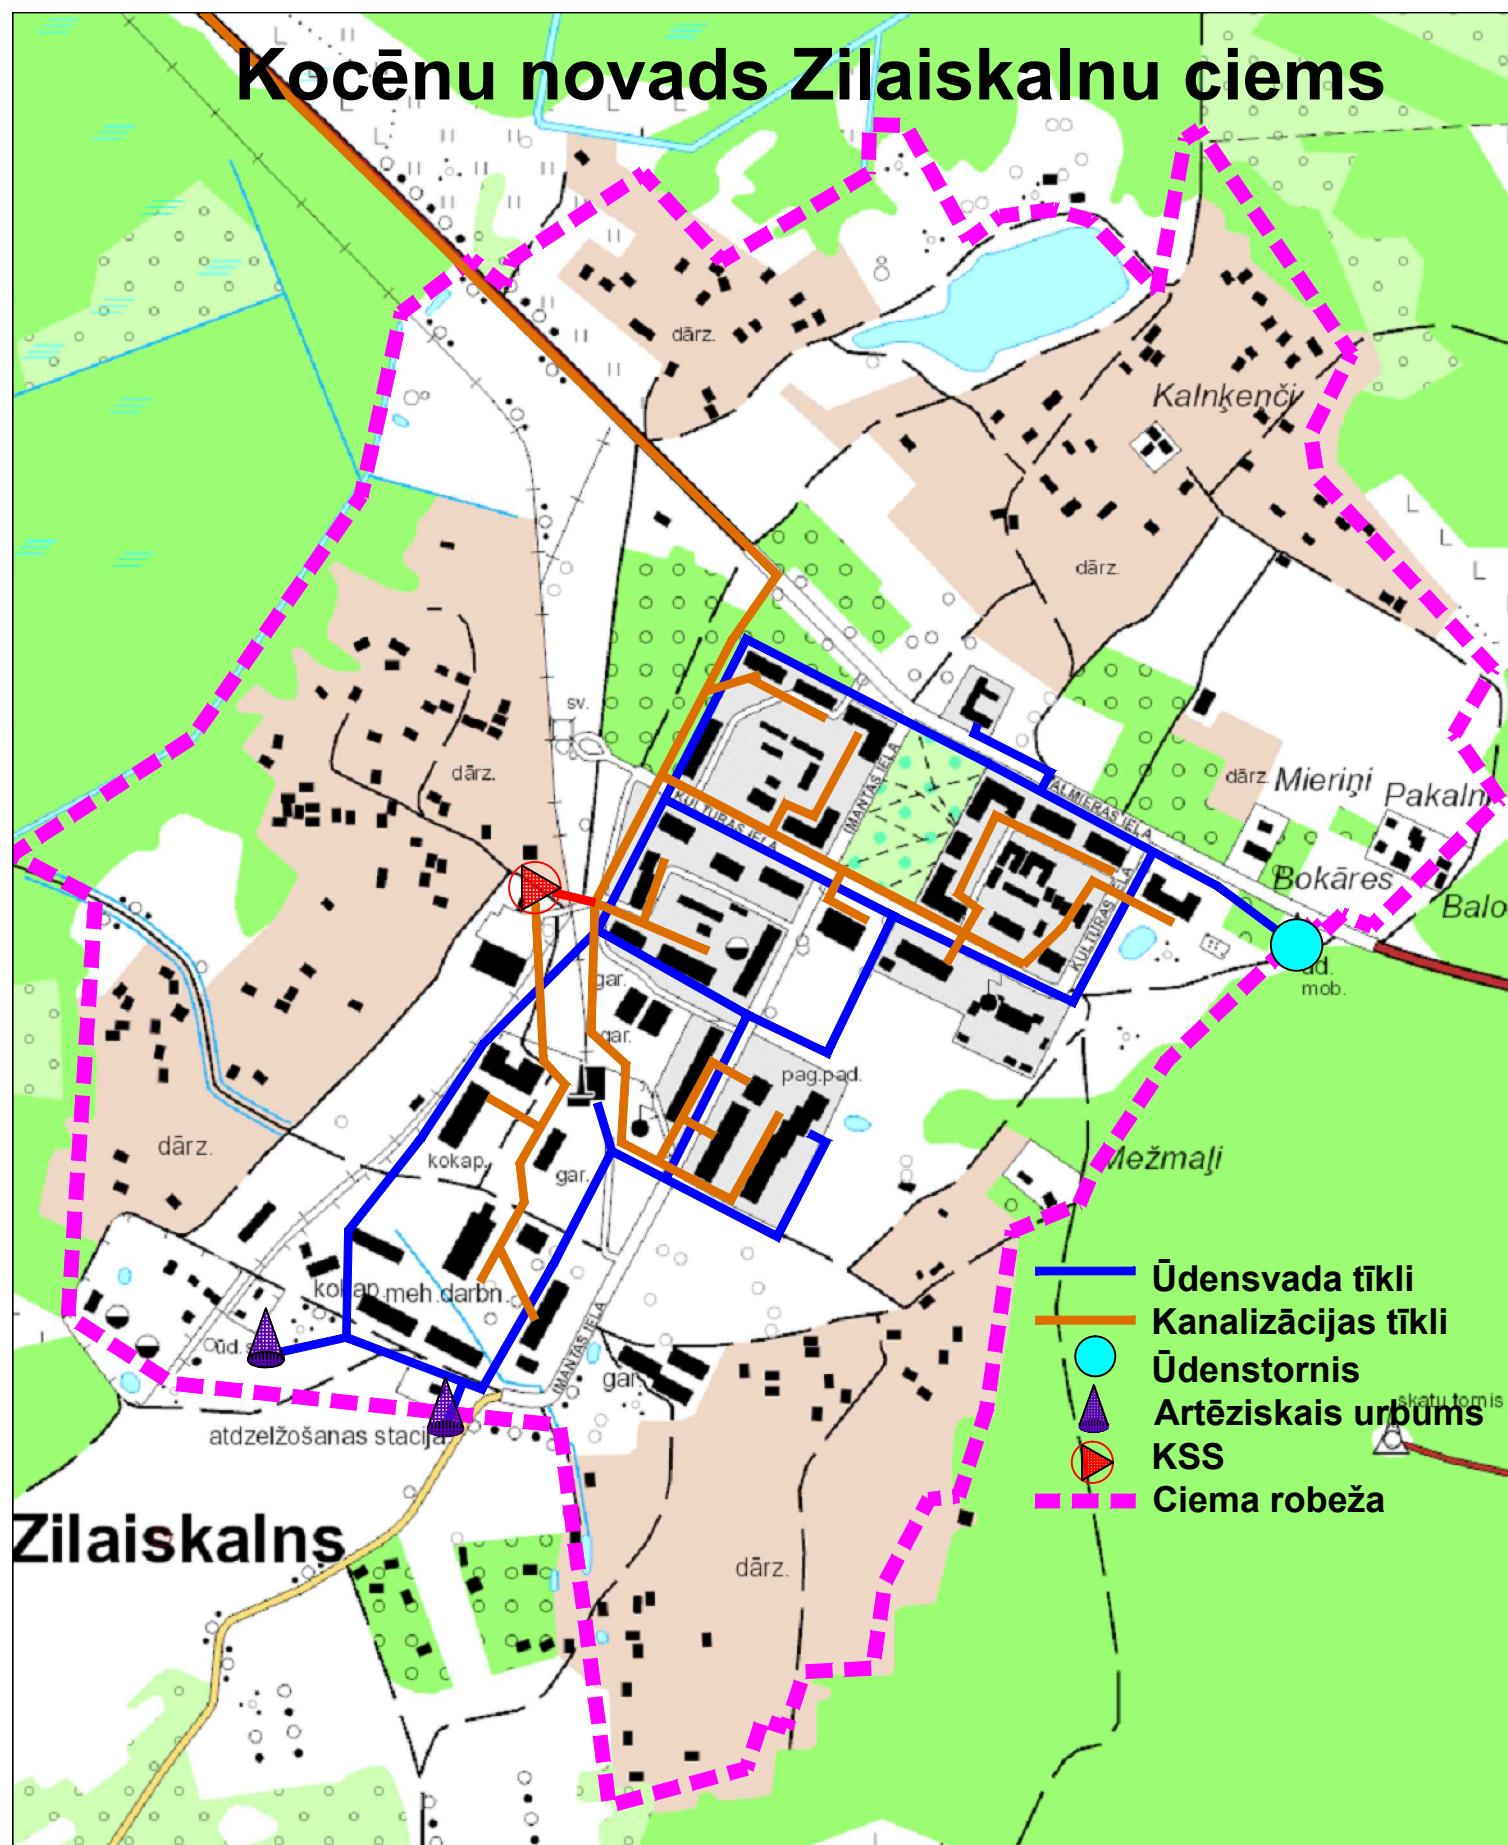 Kocēnu novads Zilaiskalnu ciems
dārz.
Kalnķenči
dārz.
sv.
dārz.
IMANTAS IELA
KULTŪRAS IELA
ALMIERAS IELA
dārz.
Mieriņi
Pakalni
Bokāres
Balo
KULTŪRAS IELA
ūd.
mob.
gar.
gar.
pag.pad.
dārz.
kokap.
gar.
Mežmaļi
kokap.
meh.darbn.
ūd.s
IMANTAS IELA
gar.
atdzelžošanas stacija
skatu tornis
Zilaiskalns
dārz.
Ūdensvada tīkli
Kanalizācijas tīkli
Ūdenstornis
Artēziskais urbums
KSS
Ciema robeža
L
L
L
L
L
L
L
L
L